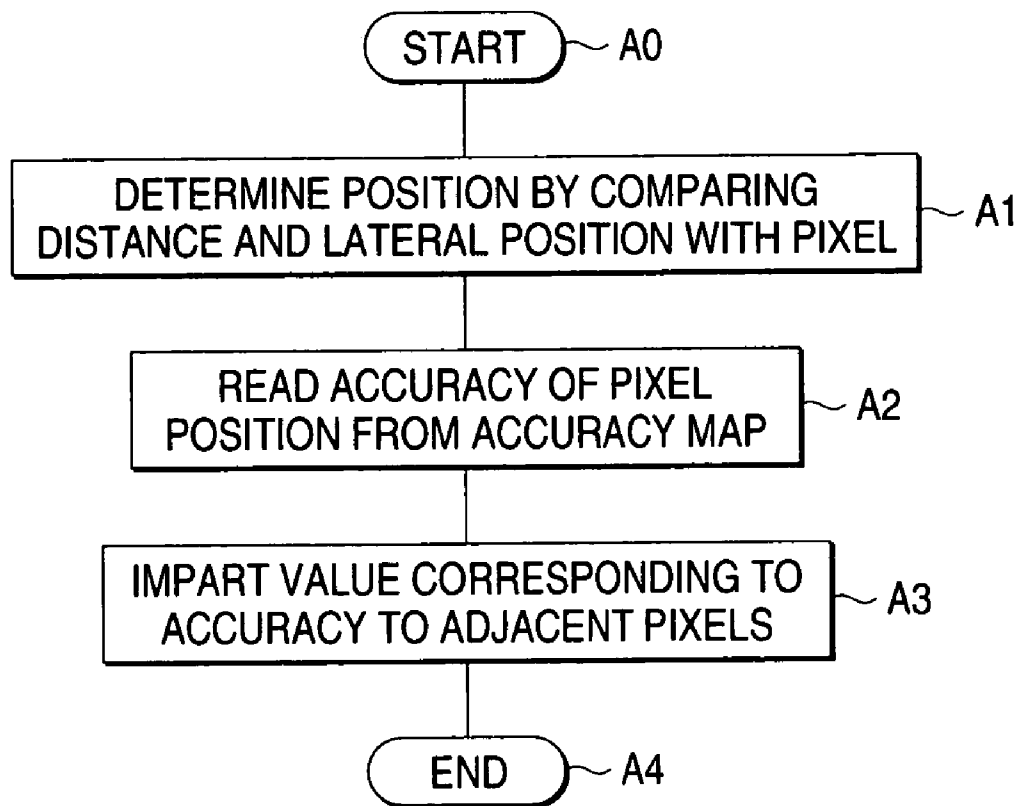 START
A0
DETERMINE POSITION BY COMPARING
DISTANCE AND LATERAL POSITION WITH PIXEL
A1
READ ACCURACY OF PIXEL
POSITION FROM ACCURACY MAP
A2
IMPART VALUE CORRESPONDING TO
ACCURACY TO ADJACENT PIXELS
A3
END
A4